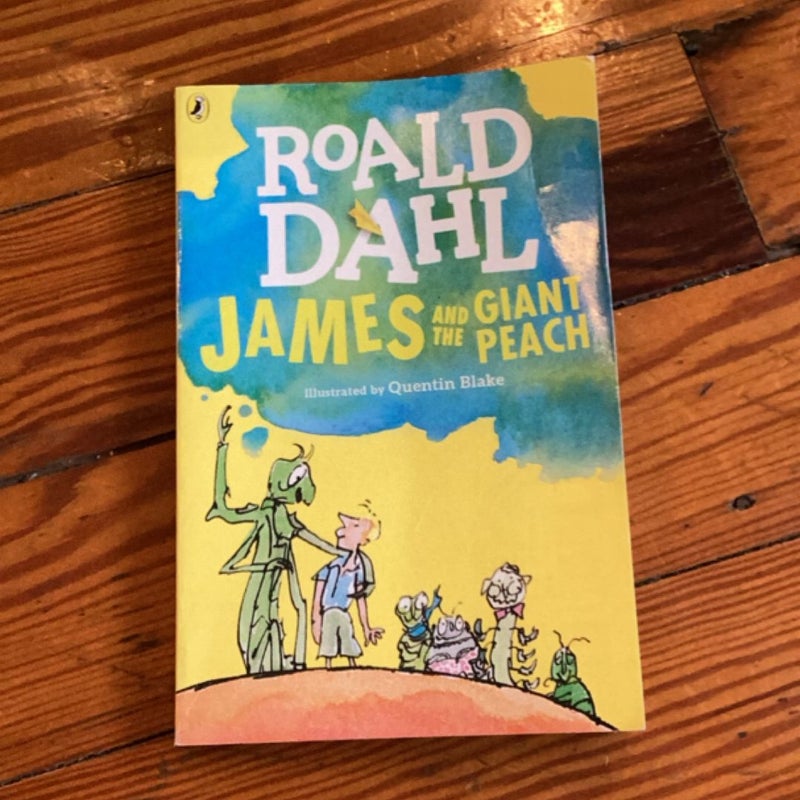 ROALD
DAHL
JAMES AND THE GIANT PEACH
Illustrated by Quentin Blake